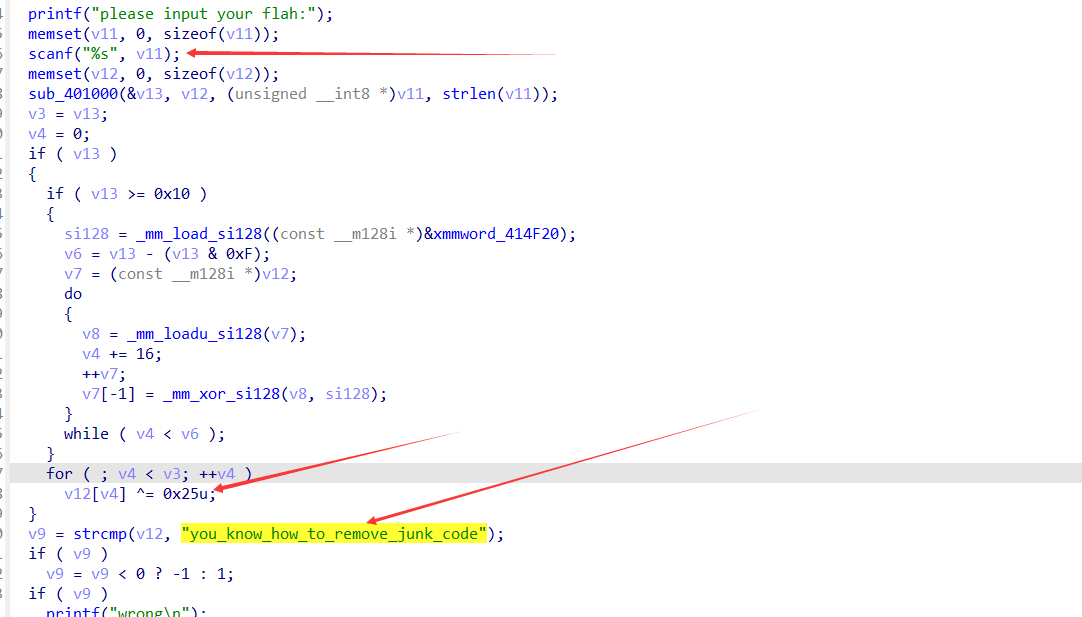 printf("please input your flah:");
memset(v11, 0, sizeof(v11));
scanf("%s", v11);
memset(v12, 0, sizeof(v12));
sub_401000(&v13, v12, (unsigned __int8 *)v11, strlen(v11));
v3 = v13;
v4 = 0;
if ( v13 )
{
if ( v13 >= 0x10 )
{
si128 = _mm_load_si128((const __m128i *)&xmmword_414F20);
v6 = v13 - (v13 & 0xF);
v7 = (const __m128i *)v12;
do
{
v8 = _mm_loadu_si128(v7);
v4 += 16;
++v7;
v7[-1] = _mm_xor_si128(v8, si128);
}
while ( v4 < v6 );
}
for ( ; v4 < v3; ++v4 )
v12[v4] ^= 0x25u;
}
v9 = strcmp(v12, "you_know_how_to_remove_junk_code");
if ( v9 )
v9 = v9 < 0 ? -1 : 1;
if ( v9 )
printf("wrong\n");